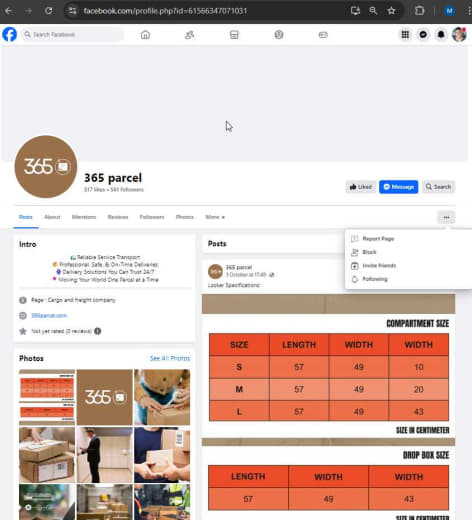 facebook.com/profile.php?id=61566347071031
M
Search Facebook
365
365 parcel
317 likes • 561 followers
Liked
Message
Search
Posts
About
Mentions
Reviews
Followers
Photos
More
Report Page
Block
Invite friends
Following
Intro
Reliable Service Transport
Professional, Safe, & On-Time Deliveries
Delivery Solutions You Can Trust 24/7
Moving Your World One Parcel at a Time
Page · Cargo and freight company
365parcel.com
Not yet rated (0 reviews)
Photos
See All Photos
365
Posts
365 parcel
3 October at 17:49
Locker Specifications
COMPARTMENT SIZE
SIZE LENGTH WIDTH WIDTH
S 57 49 10
M 57 49 20
L 57 49 43
SIZE IN CENTIMETER
DROP BOX SIZE
LENGTH WIDTH WIDTH
57 49 43
SIZE IN CENTIMETER